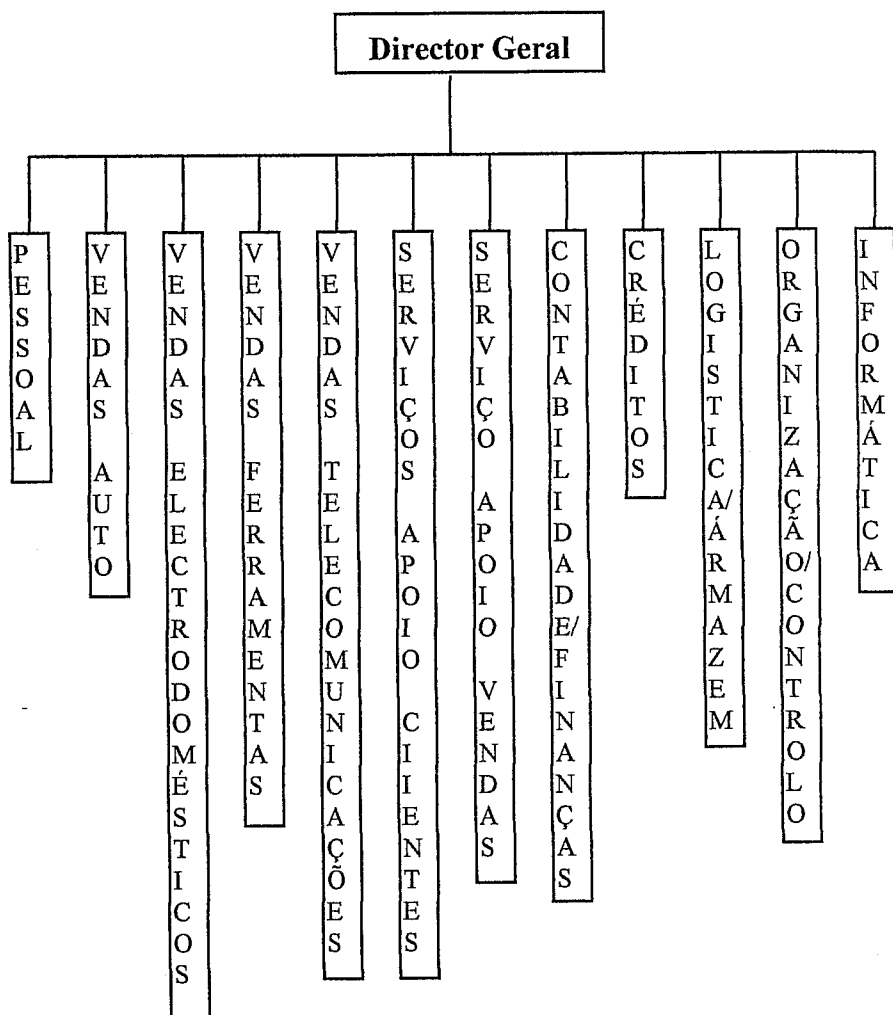 Director Geral
PESSOAL
VENDAS AUTO
VENDAS ELECTRODOMÉSTICOS
VENDAS FERRAMENTAS
VENDAS TELECOMUNICAÇÕES
SERVIÇOS APOIO CIIENTES
SERVIÇO APOIO VENDAS
CONTABILIDADE/FINANÇAS
CRÉDITOS
LOGISTICA/ÁRMAZEM
ORGANIZAÇÃO/CONTROLO
INFORMÁTICA